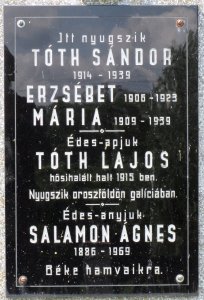 Itt nyugszik
TÓTH SÁNDOR
1914 - 1939
ERZSÉBET 1906 - 1923
MÁRIA 1909 - 1939
Édes-apjuk
TÓTH LAJOS
hősihalált halt 1915 ben.
Nyugszik oroszföldön galíciában.
Édes-anyjuk
SALAMON ÁGNES
1886 - 1969
Béke hamvaikra.